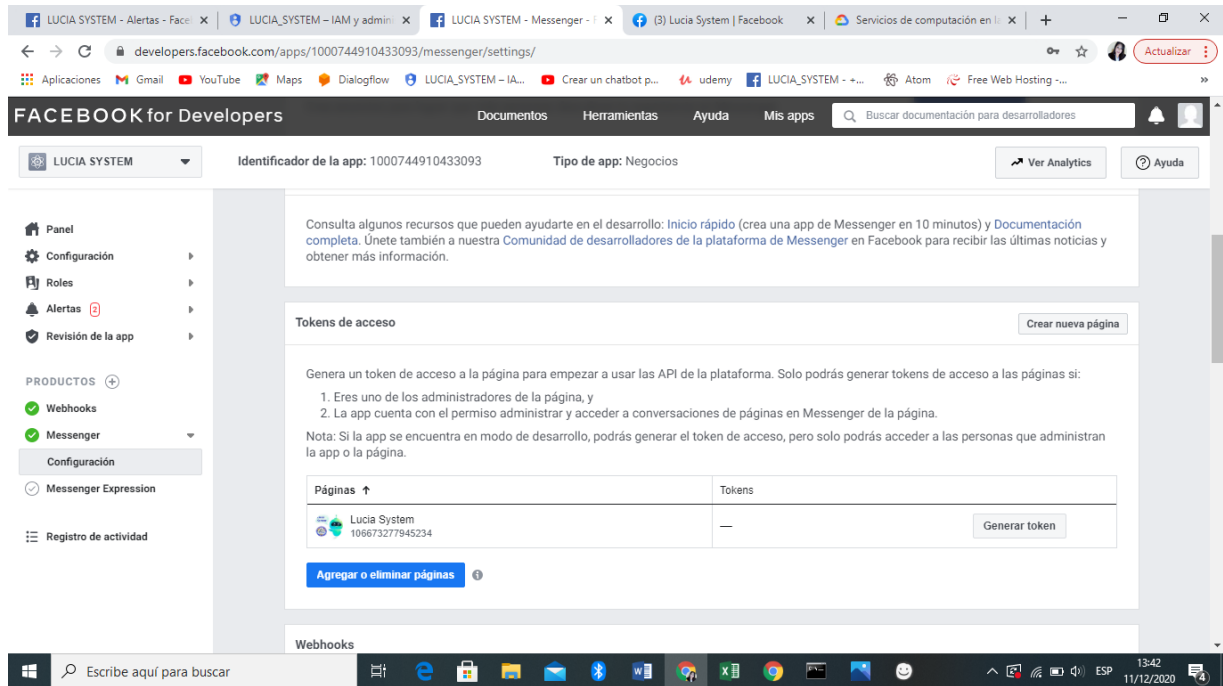 LUCIA SYSTEM - Alertas - Face
LUCIA_SYSTEM – IAM y admini
LUCIA SYSTEM - Messenger - F
(3) Lucia System | Facebook
Servicios de computación en l
developers.facebook.com/apps/1000744910433093/messenger/settings/
Actualizar
Aplicaciones
Gmail
YouTube
Maps
Dialogflow
LUCIA_SYSTEM – IA...
Crear un chatbot p...
udemy
LUCIA_SYSTEM - +...
Atom
Free Web Hosting -...
»
FACEBOOK for Developers
Documentos
Herramientas
Ayuda
Mis apps
Buscar documentación para desarrolladores
LUCIA SYSTEM
Identificador de la app: 1000744910433093
Tipo de app: Negocios
Ver Analytics
Ayuda
Panel
Configuración
Roles
Alertas 2
Revisión de la app
PRODUCTOS
Webhooks
Messenger
Configuración
Messenger Expression
Registro de actividad
Consulta algunos recursos que pueden ayudarte en el desarrollo: Inicio rápido (crea una app de Messenger en 10 minutos) y Documentación
completa. Únete también a nuestra Comunidad de desarrolladores de la plataforma de Messenger en Facebook para recibir las últimas noticias y
obtener más información.
Tokens de acceso
Crear nueva página
Genera un token de acceso a la página para empezar a usar las API de la plataforma. Solo podrás generar tokens de acceso a las páginas si:
1. Eres uno de los administradores de la página, y
2. La app cuenta con el permiso administrar y acceder a conversaciones de páginas en Messenger de la página.
Nota: Si la app se encuentra en modo de desarrollo, podrás generar el token de acceso, pero solo podrás acceder a las personas que administran
la app o la página.
Páginas ↑
Tokens
Lucia System
106673277945234
—
Generar token
Agregar o eliminar páginas
Webhooks
Escribe aquí para buscar
ESP
13:42
11/12/2020
4